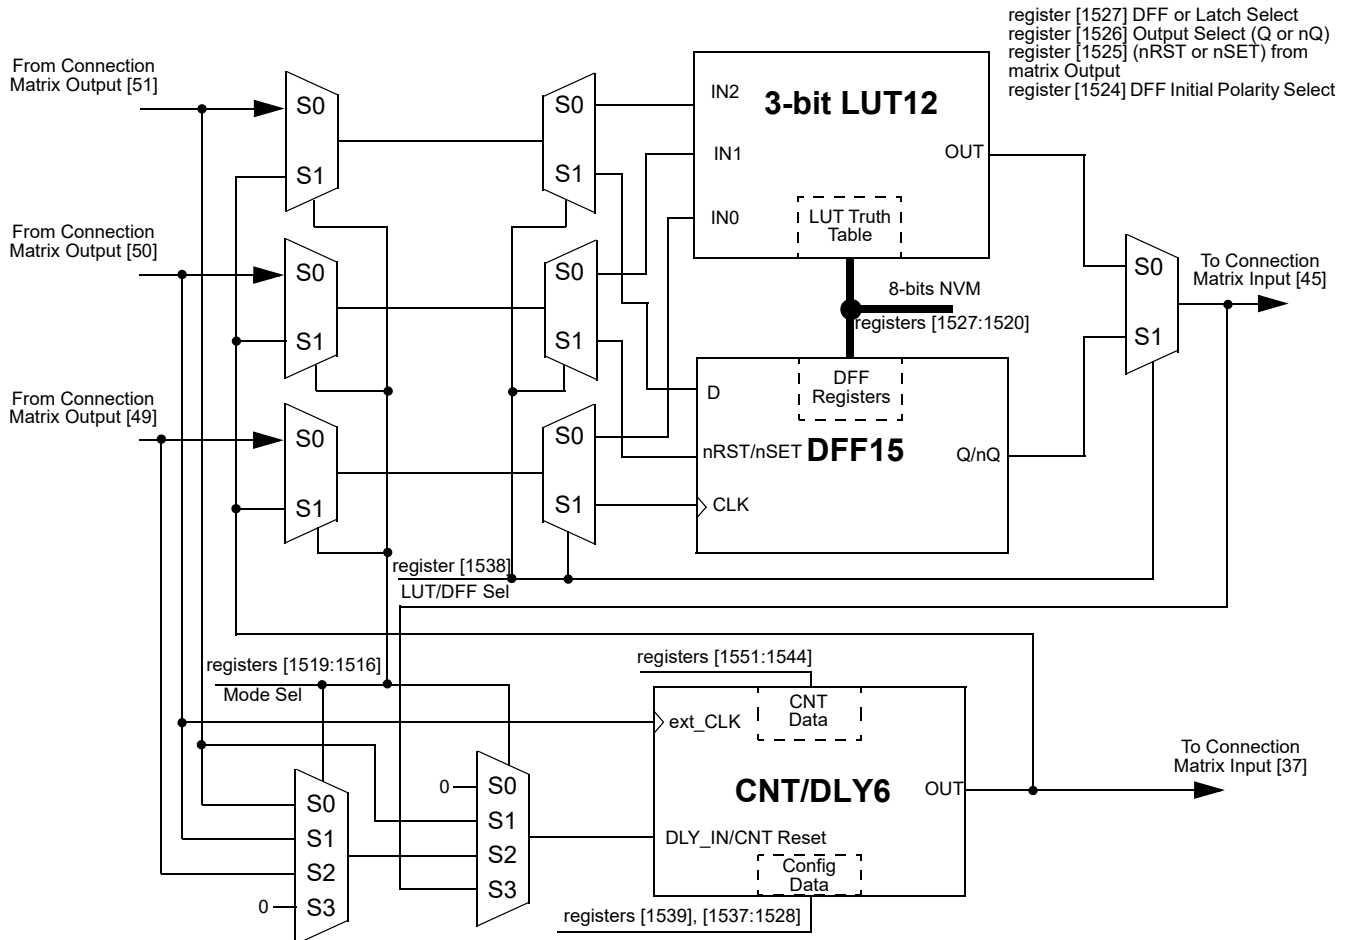 register [1527] DFF or Latch Select
register [1526] Output Select (Q or nQ)
register [1525] (nRST or nSET) from
matrix Output
register [1524] DFF Initial Polarity Select
From Connection
Matrix Output [51]
S0
S1
S0
S1
IN2
3-bit LUT12
IN1
OUT
IN0
LUT Truth
Table
From Connection
Matrix Output [50]
S0
S1
S0
S1
8-bits NVM
registers [1527:1520]
S0
S1
To Connection
Matrix Input [45]
From Connection
Matrix Output [49]
S0
S1
S0
S1
DFF
Registers
D
nRST/nSET
DFF15
Q/nQ
CLK
register [1538]
LUT/DFF Sel
registers [1519:1516]
Mode Sel
registers [1551:1544]
CNT
Data
ext_CLK
CNT/DLY6
OUT
To Connection
Matrix Input [37]
DLY_IN/CNT Reset
Config
Data
registers [1539], [1537:1528]
0
S0
S1
S2
S3
S0
S1
S2
0
S3